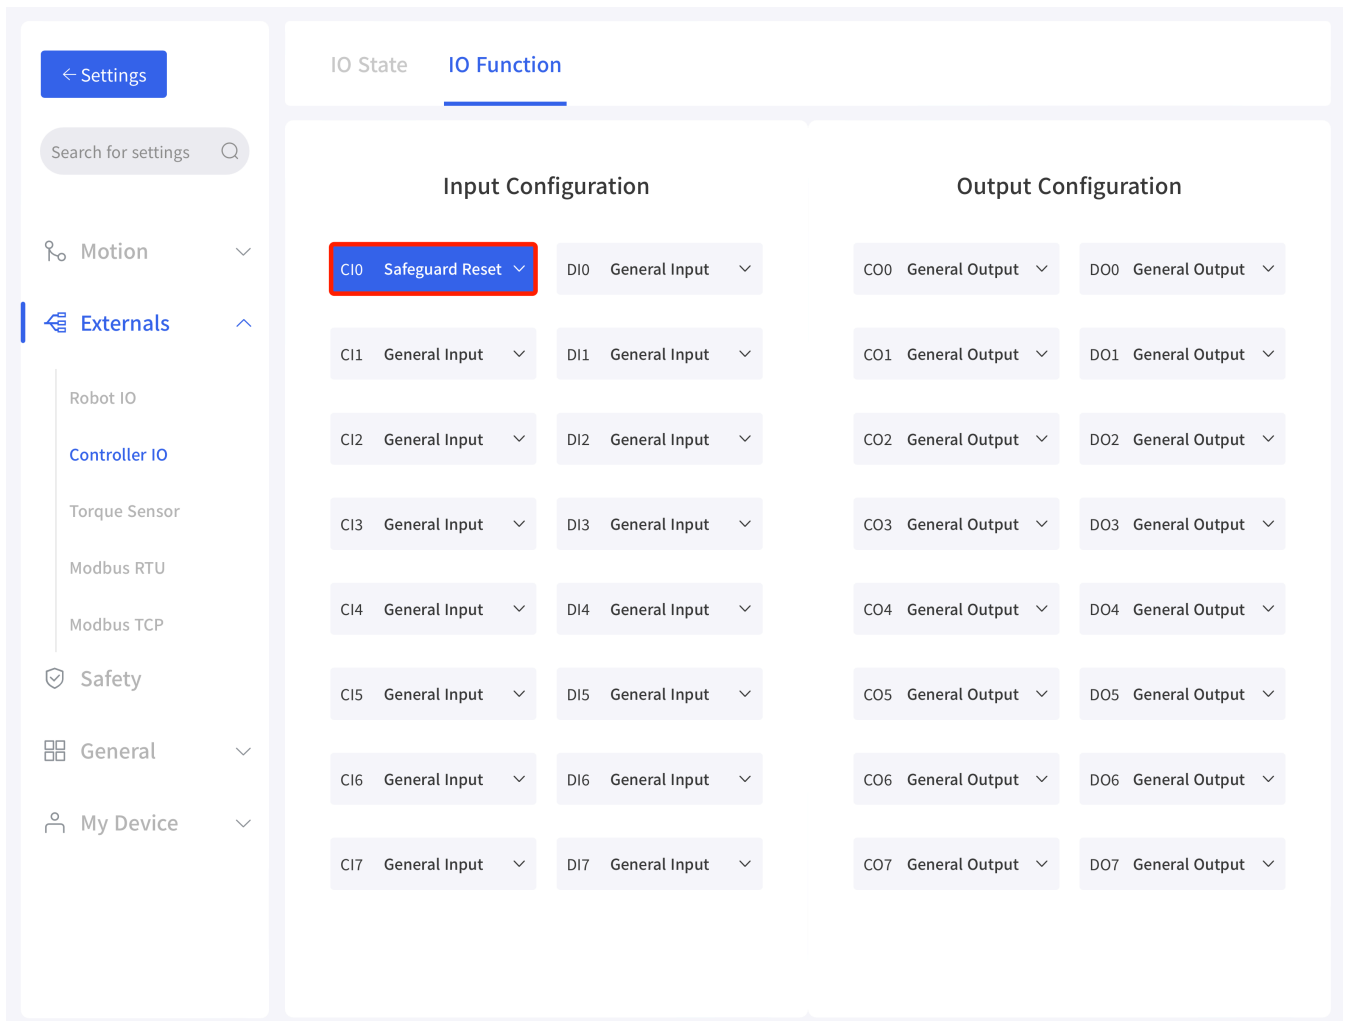 ← Settings
Search for settings
Motion
Externals
Robot IO
Controller IO
Torque Sensor
Modbus RTU
Modbus TCP
Safety
General
My Device
IO State IO Function
Input Configuration
CI0 Safeguard Reset DI0 General Input
CI1 General Input DI1 General Input
CI2 General Input DI2 General Input
CI3 General Input DI3 General Input
CI4 General Input DI4 General Input
CI5 General Input DI5 General Input
CI6 General Input DI6 General Input
CI7 General Input DI7 General Input
Output Configuration
CO0 General Output DO0 General Output
CO1 General Output DO1 General Output
CO2 General Output DO2 General Output
CO3 General Output DO3 General Output
CO4 General Output DO4 General Output
CO5 General Output DO5 General Output
CO6 General Output DO6 General Output
CO7 General Output DO7 General Output